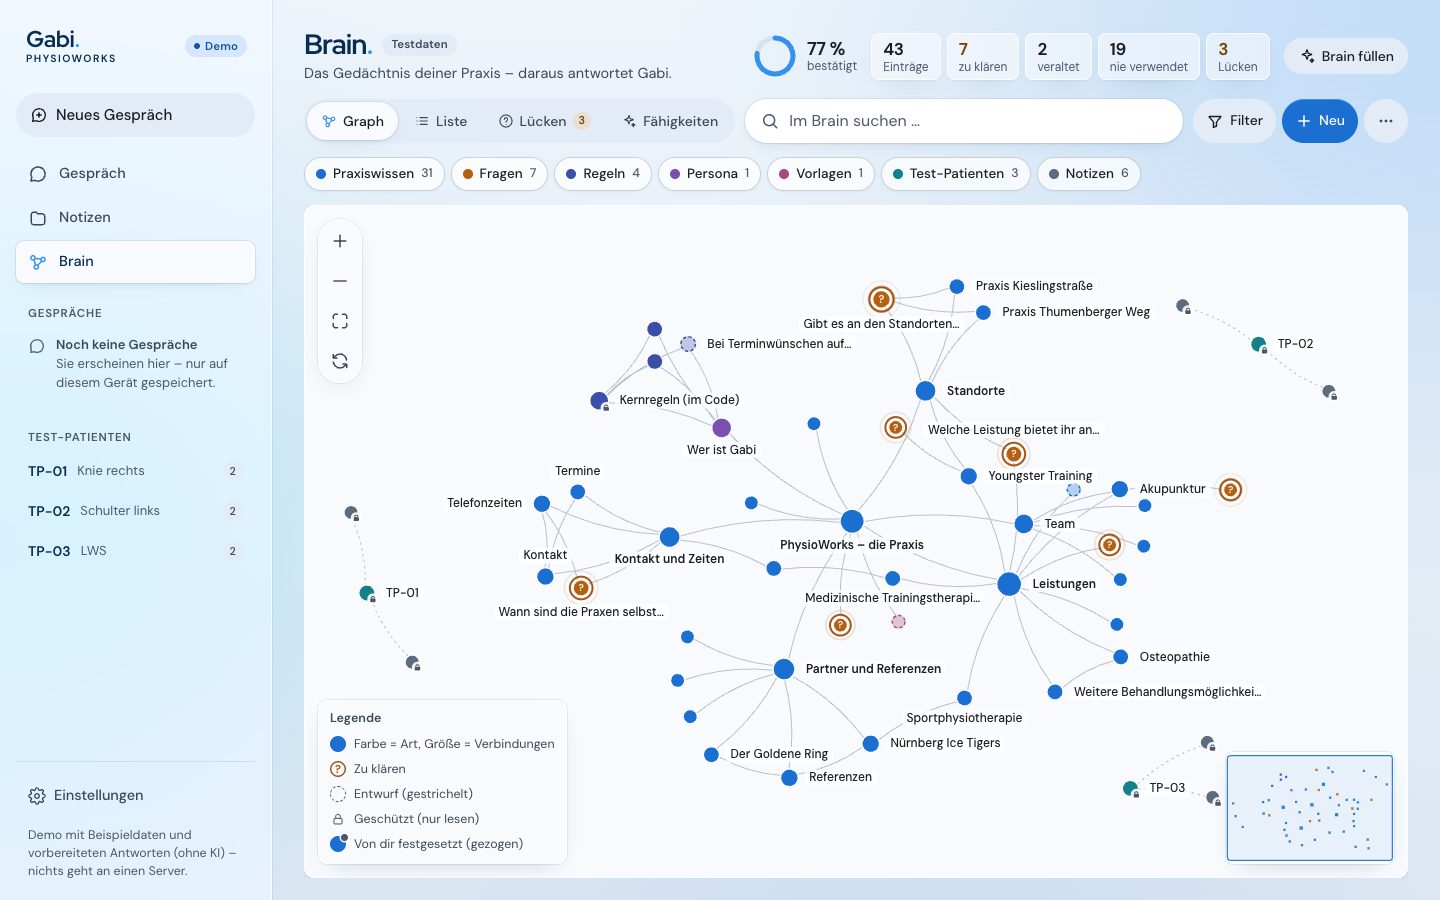 Gabi.
PHYSIOWORKS
Demo
Neues Gespräch
Gespräch
Notizen
Brain
GESPRÄCHE
Noch keine Gespräche
Sie erscheinen hier – nur auf
diesem Gerät gespeichert.
TEST-PATIENTEN
TP-01 Knie rechts 2
TP-02 Schulter links 2
TP-03 LWS 2
Einstellungen
Demo mit Beispieldaten und
vorbereiteten Antworten (ohne KI) –
nichts geht an einen Server.
Brain. Testdaten
Das Gedächtnis deiner Praxis – daraus antwortet Gabi.
77 %
bestätigt
43
Einträge
7
zu klären
2
veraltet
19
nie verwendet
3
Lücken
Brain füllen
Graph
Liste
Lücken 3
Fähigkeiten
Im Brain suchen ...
Filter
Neu
Praxiswissen 31
Fragen 7
Regeln 4
Persona 1
Vorlagen 1
Test-Patienten 3
Notizen 6
Praxis Kieslingstraße
Praxis Thumenberger Weg
Gibt es an den Standorten...
Bei Terminwünschen auf...
TP-02
Kernregeln (im Code)
Standorte
Welche Leistung bietet ihr an...
Wer ist Gabi
Termine
Youngster Training
Telefonzeiten
Akupunktur
Team
PhysioWorks – die Praxis
Kontakt
Kontakt und Zeiten
Leistungen
TP-01
Medizinische Trainingstherapi...
Wann sind die Praxen selbst...
Osteopathie
Partner und Referenzen
Weitere Behandlungsmöglichkei...
Sportphysiotherapie
Nürnberg Ice Tigers
Der Goldene Ring
Referenzen
TP-03
Legende
Farbe = Art, Größe = Verbindungen
? Zu klären
Entwurf (gestrichelt)
Geschützt (nur lesen)
Von dir festgesetzt (gezogen)